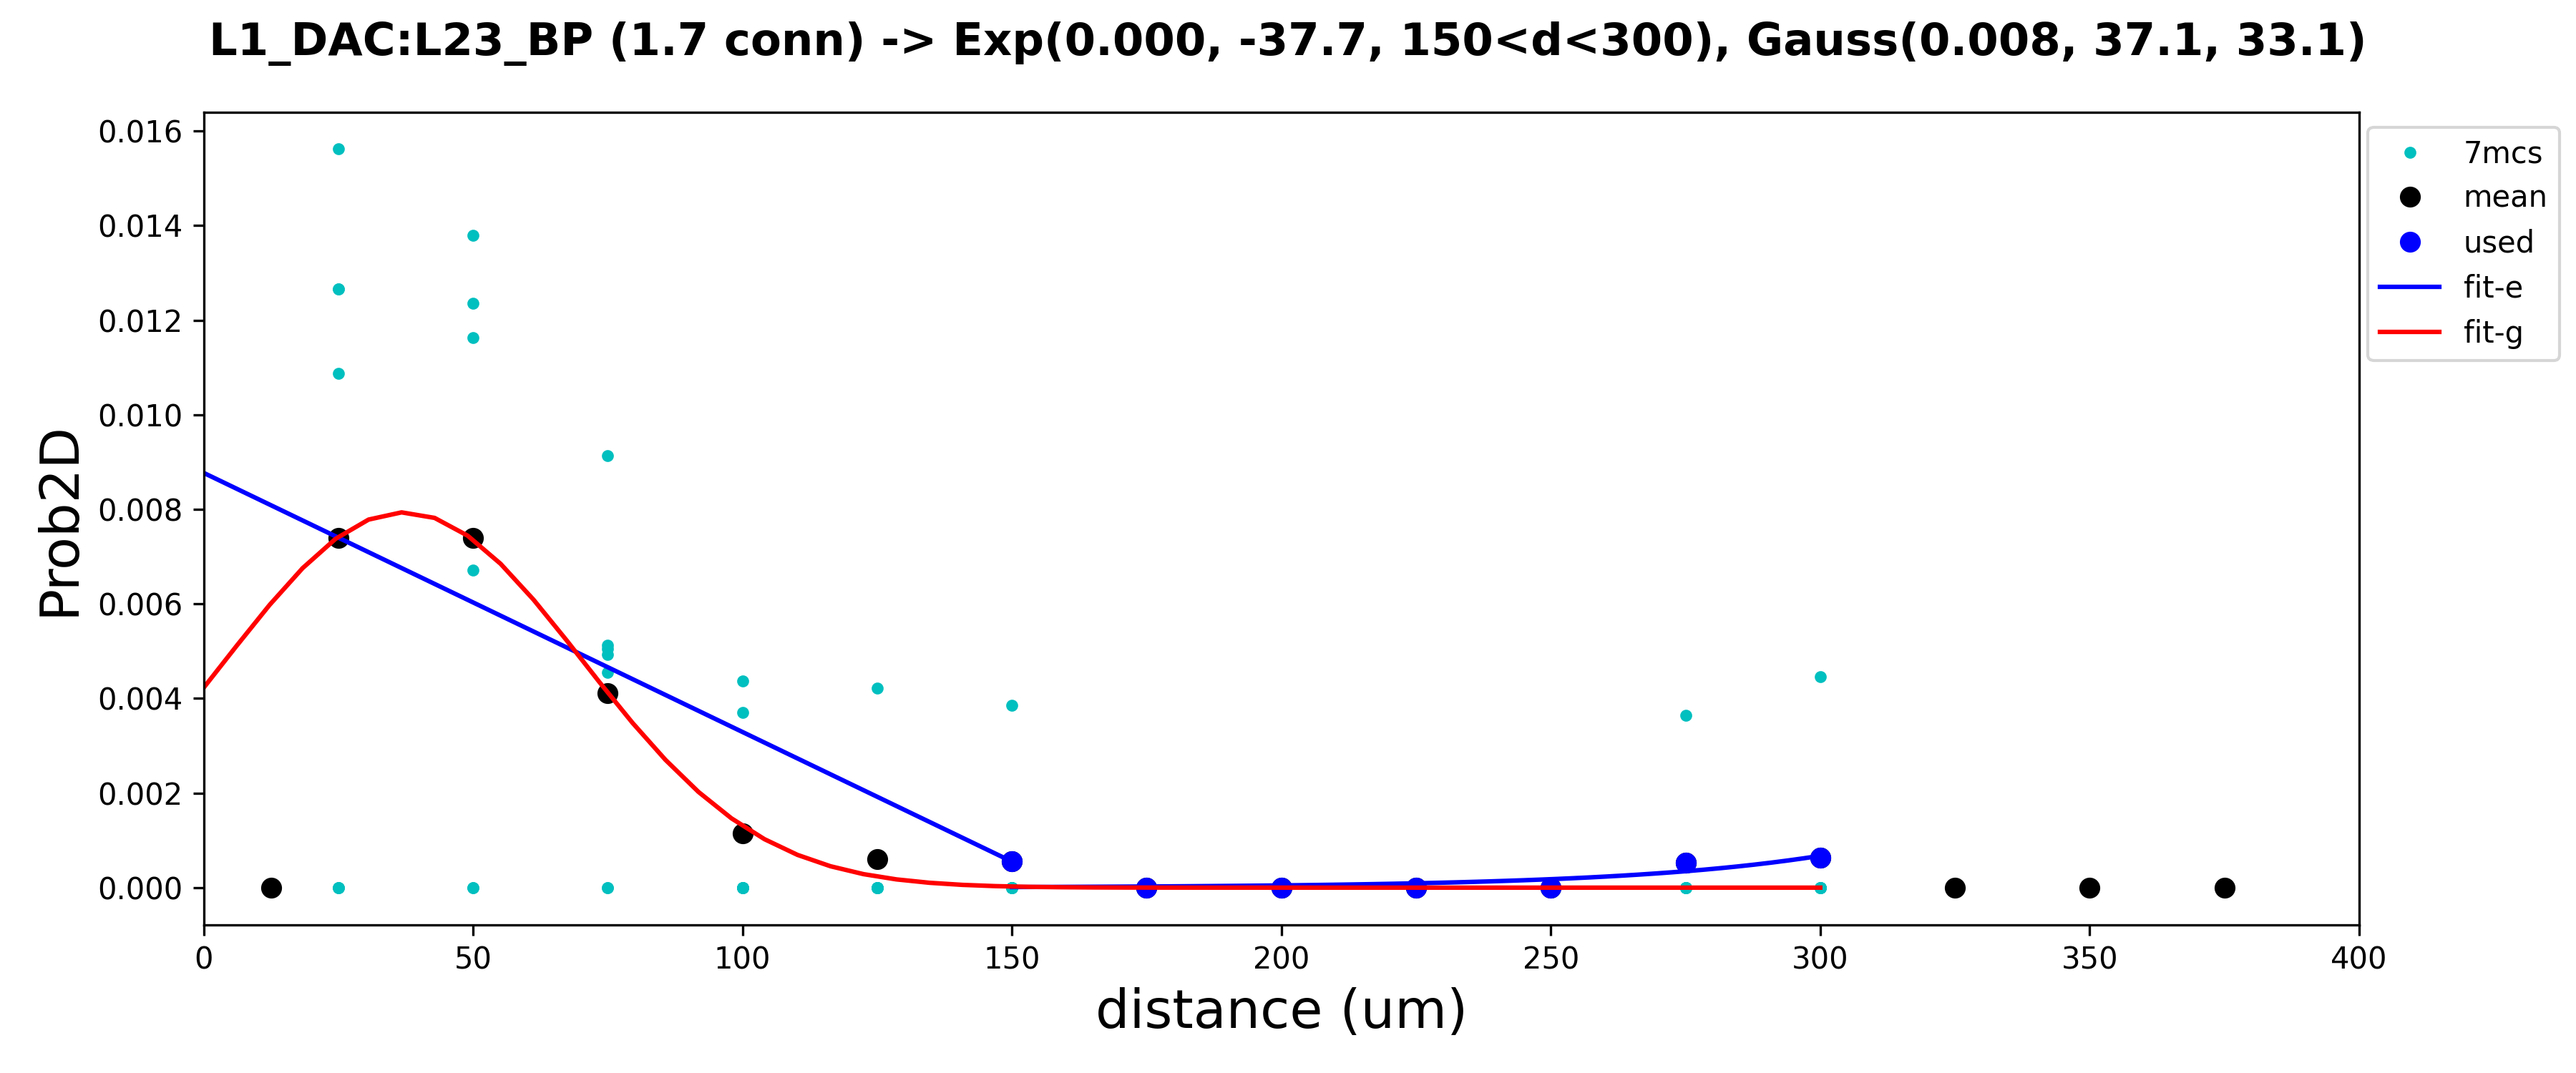 L1_DAC:L23_BP (1.7 conn) -> Exp(0.000, -37.7, 150<d<300), Gauss(0.008, 37.1, 33.1)
0.016
0.014
0.012
0.010
0.008
0.006
0.004
0.002
0.000
Prob2D
0 50 100 150 200 250 300 350 400
distance (um)
7mcs
mean
used
fit-e
fit-g